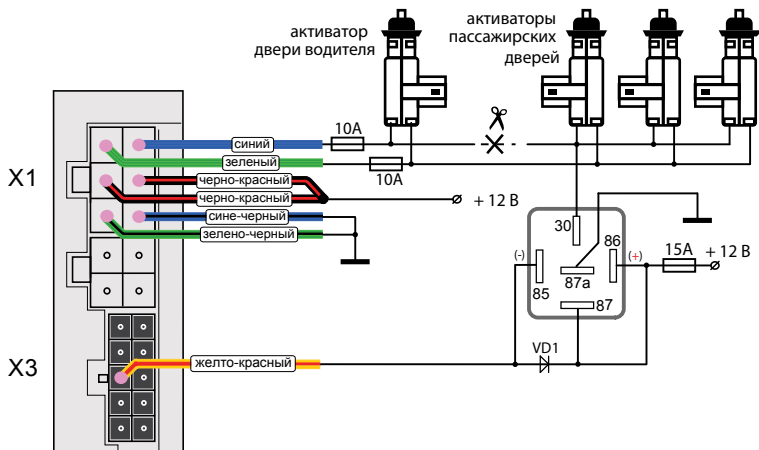 активатор
двери водителя
активаторы
пассажирских
дверей
10А
синий
зеленый
10А
X1
черно-красный
черно-красный
+ 12 В
сине-черный
зелено-черный
30
86
(-)
(+)
15А
+ 12 В
87а
85
87
VD1
X3
желто-красный